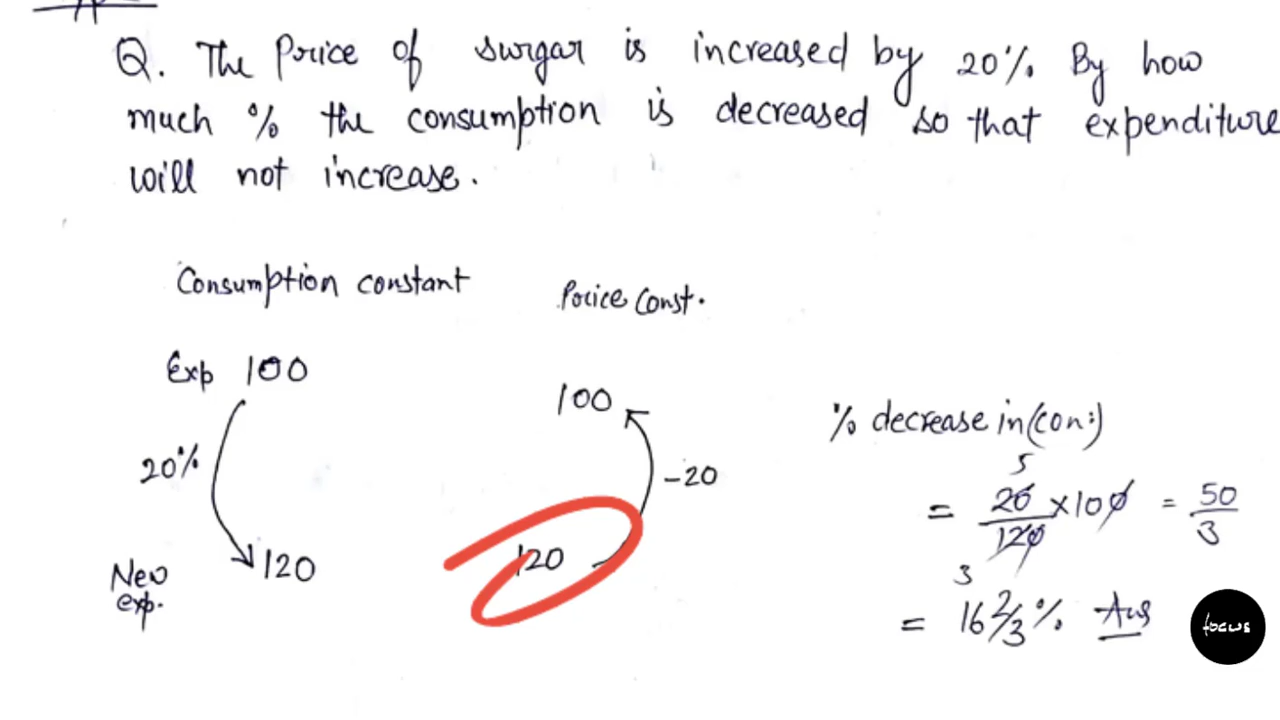 Q. The Price of surgar is increased by 20%. By how
much % the consumption is decreased so that expenditure
will not increase.
Consumption constant
Price Const.
Exp 100
20%
New exp.
120
100
-20
120
% decrease in (con:)
= 20/120 × 100 = 50/3
5
3
= 16 2/3 % Ans
focus